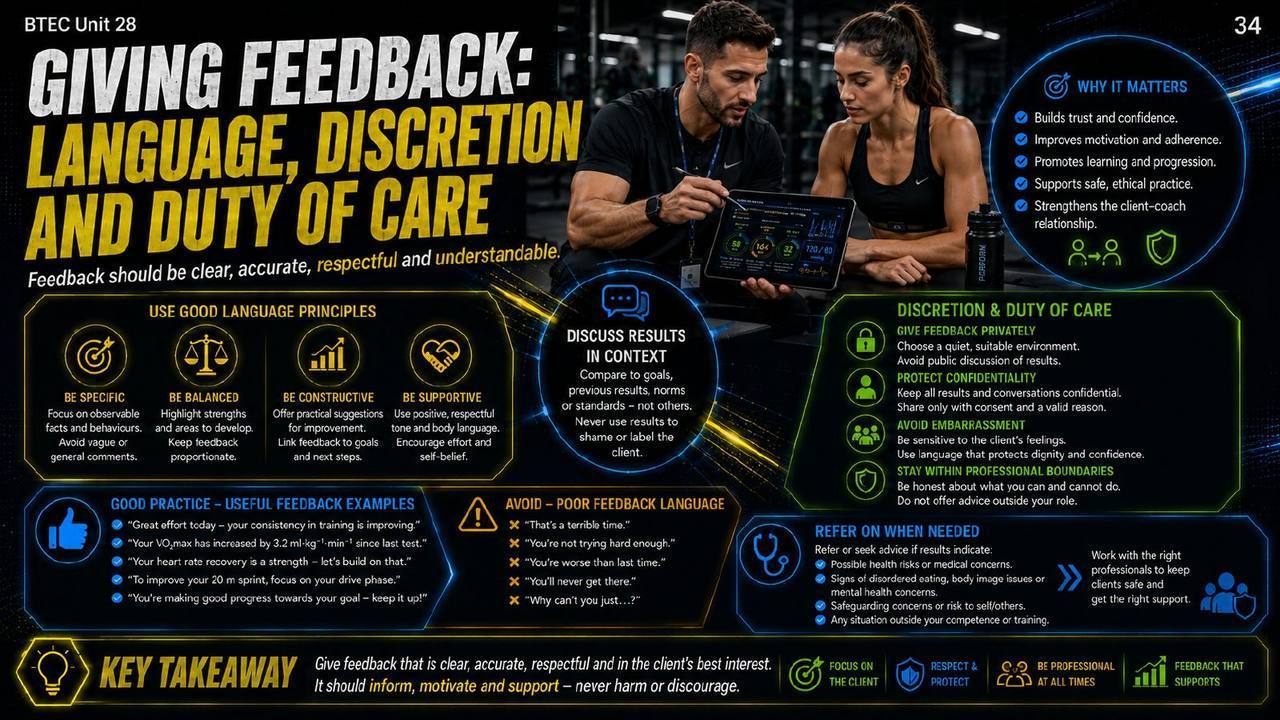 BTEC Unit 28
34
GIVING FEEDBACK:
LANGUAGE, DISCRETION
AND DUTY OF CARE
Feedback should be clear, accurate, respectful and understandable.
WHY IT MATTERS
Builds trust and confidence.
Improves motivation and adherence.
Promotes learning and progression.
Supports safe, ethical practice.
Strengthens the client–coach
relationship.
USE GOOD LANGUAGE PRINCIPLES
BE SPECIFIC
Focus on observable
facts and behaviours.
Avoid vague or
general comments.
BE BALANCED
Highlight strengths
and areas to develop.
Keep feedback
proportionate.
BE CONSTRUCTIVE
Offer practical suggestions
for improvement.
Link feedback to goals
and next steps.
BE SUPPORTIVE
Use positive, respectful
tone and body language.
Encourage effort and
self-belief.
DISCUSS RESULTS
IN CONTEXT
Compare to goals,
previous results, norms
or standards – not others.
Never use results to
shame or label the
client.
DISCRETION & DUTY OF CARE
GIVE FEEDBACK PRIVATELY
Choose a quiet, suitable environment.
Avoid public discussion of results.
PROTECT CONFIDENTIALITY
Keep all results and conversations confidential.
Share only with consent and a valid reason.
AVOID EMBARRASSMENT
Be sensitive to the client's feelings.
Use language that protects dignity and confidence.
STAY WITHIN PROFESSIONAL BOUNDARIES
Be honest about what you can and cannot do.
Do not offer advice outside your role.
GOOD PRACTICE – USEFUL FEEDBACK EXAMPLES
"Great effort today – your consistency in training is improving."
"Your VO₂max has increased by 3.2 ml·kg⁻¹·min⁻¹ since last test."
"Your heart rate recovery is a strength – let's build on that."
"To improve your 20 m sprint, focus on your drive phase."
"You're making good progress towards your goal – keep it up!"
AVOID – POOR FEEDBACK LANGUAGE
"That's a terrible time."
"You're not trying hard enough."
"You're worse than last time."
"You'll never get there."
"Why can't you just…?"
REFER ON WHEN NEEDED
Refer or seek advice if results indicate:
Possible health risks or medical concerns.
Signs of disordered eating, body image issues or
mental health concerns.
Safeguarding concerns or risk to self/others.
Any situation outside your competence or training.
Work with the right
professionals to keep
clients safe and
get the right support.
KEY TAKEAWAY
Give feedback that is clear, accurate, respectful and in the client's best interest.
It should inform, motivate and support – never harm or discourage.
FOCUS ON
THE CLIENT
RESPECT &
PROTECT
BE PROFESSIONAL
AT ALL TIMES
FEEDBACK THAT
SUPPORTS